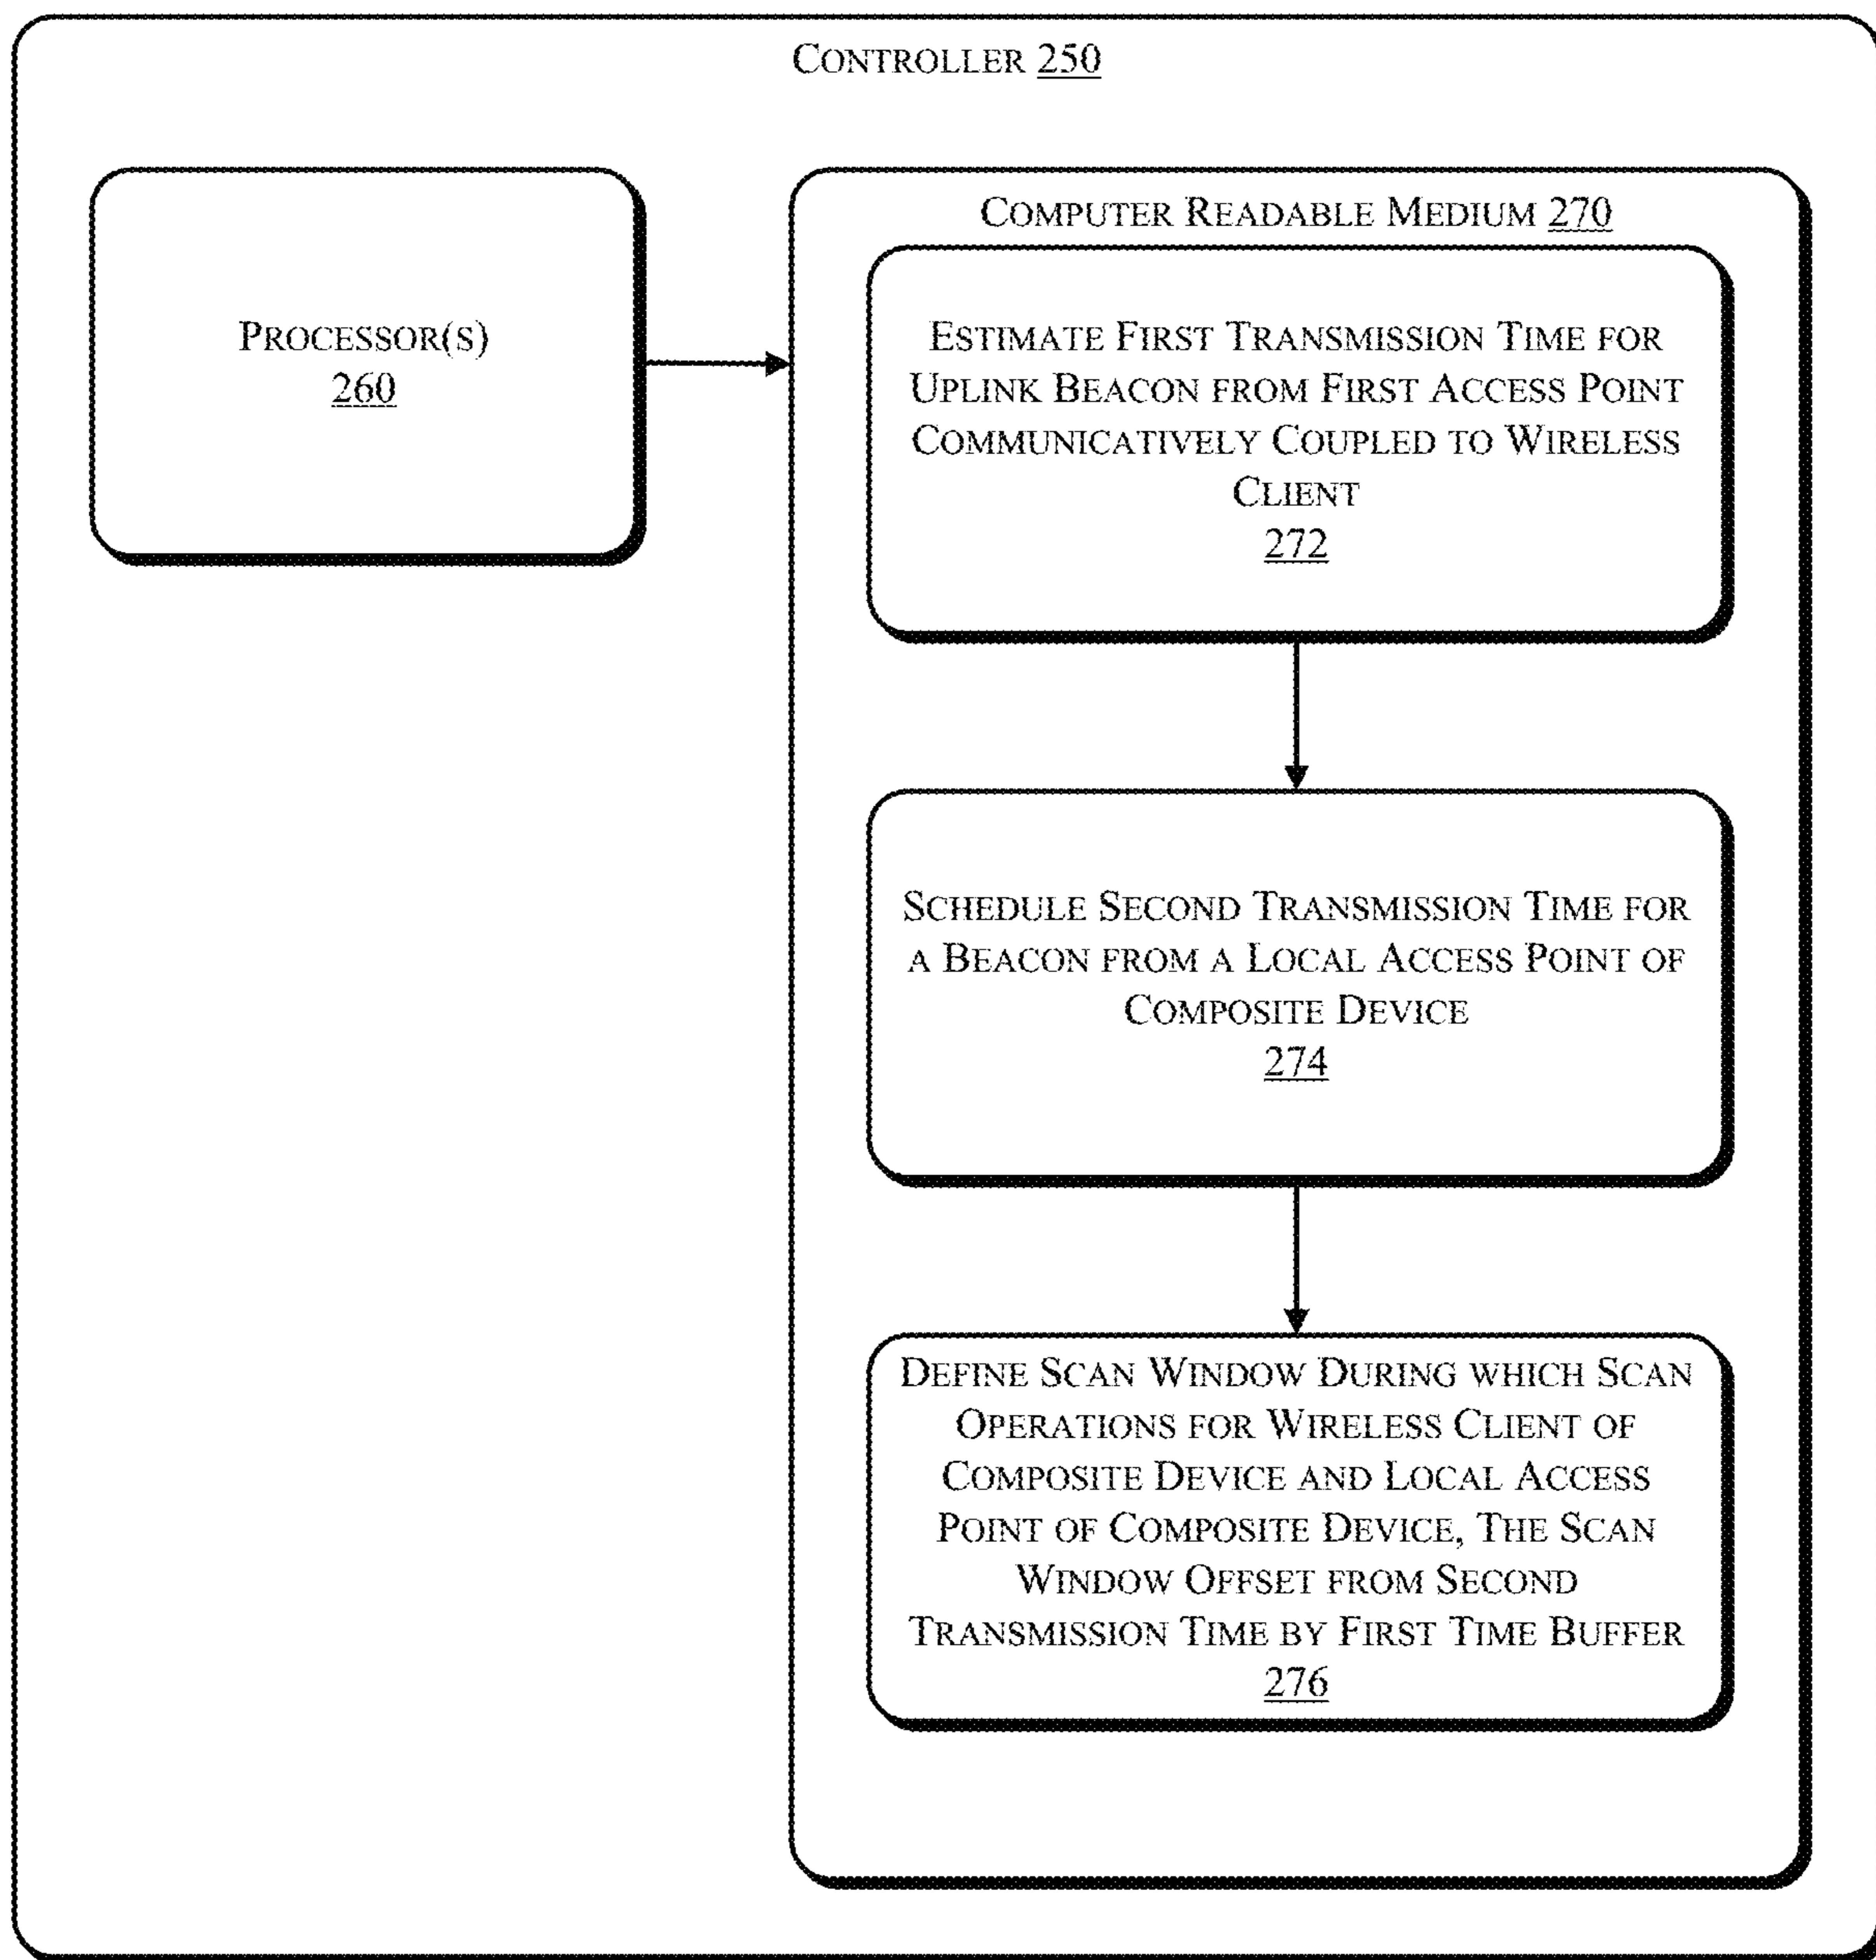 CONTROLLER 250
PROCESSOR(S)
260
COMPUTER READABLE MEDIUM 270
ESTIMATE FIRST TRANSMISSION TIME FOR
UPLINK BEACON FROM FIRST ACCESS POINT
COMMUNICATIVELY COUPLED TO WIRELESS
CLIENT
272
SCHEDULE SECOND TRANSMISSION TIME FOR
A BEACON FROM A LOCAL ACCESS POINT OF
COMPOSITE DEVICE
274
DEFINE SCAN WINDOW DURING WHICH SCAN
OPERATIONS FOR WIRELESS CLIENT OF
COMPOSITE DEVICE AND LOCAL ACCESS
POINT OF COMPOSITE DEVICE, THE SCAN
WINDOW OFFSET FROM SECOND
TRANSMISSION TIME BY FIRST TIME BUFFER
276